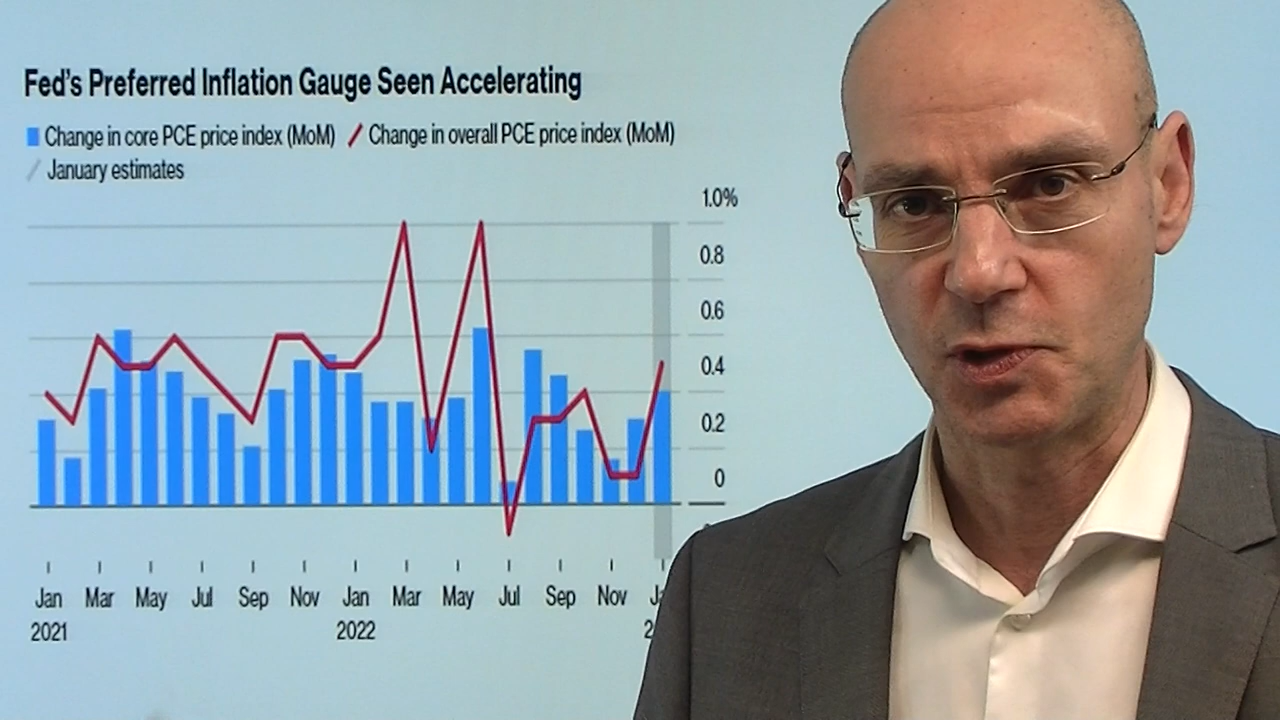 Fed's Preferred Inflation Gauge Seen Accelerating
Change in core PCE price index (MoM) Change in overall PCE price index (MoM)
January estimates
1.0%
0.8
0.6
0.4
0.2
0
Jan Mar May Jul Sep Nov Jan Mar May Jul Sep Nov
2021 2022